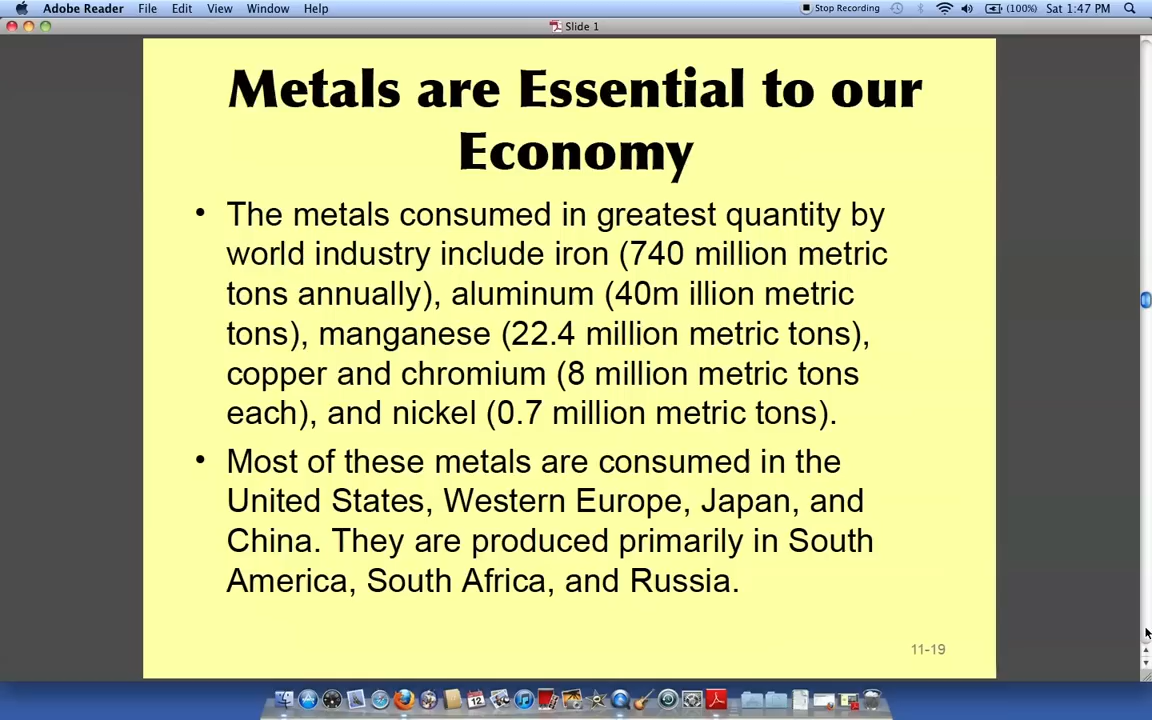 Adobe Reader File Edit View Window Help Stop Recording (100%) Sat 1:47 PM
Slide 1
Metals are Essential to our
Economy
• The metals consumed in greatest quantity by
world industry include iron (740 million metric
tons annually), aluminum (40m illion metric
tons), manganese (22.4 million metric tons),
copper and chromium (8 million metric tons
each), and nickel (0.7 million metric tons).
• Most of these metals are consumed in the
United States, Western Europe, Japan, and
China. They are produced primarily in South
America, South Africa, and Russia.
11-19
12